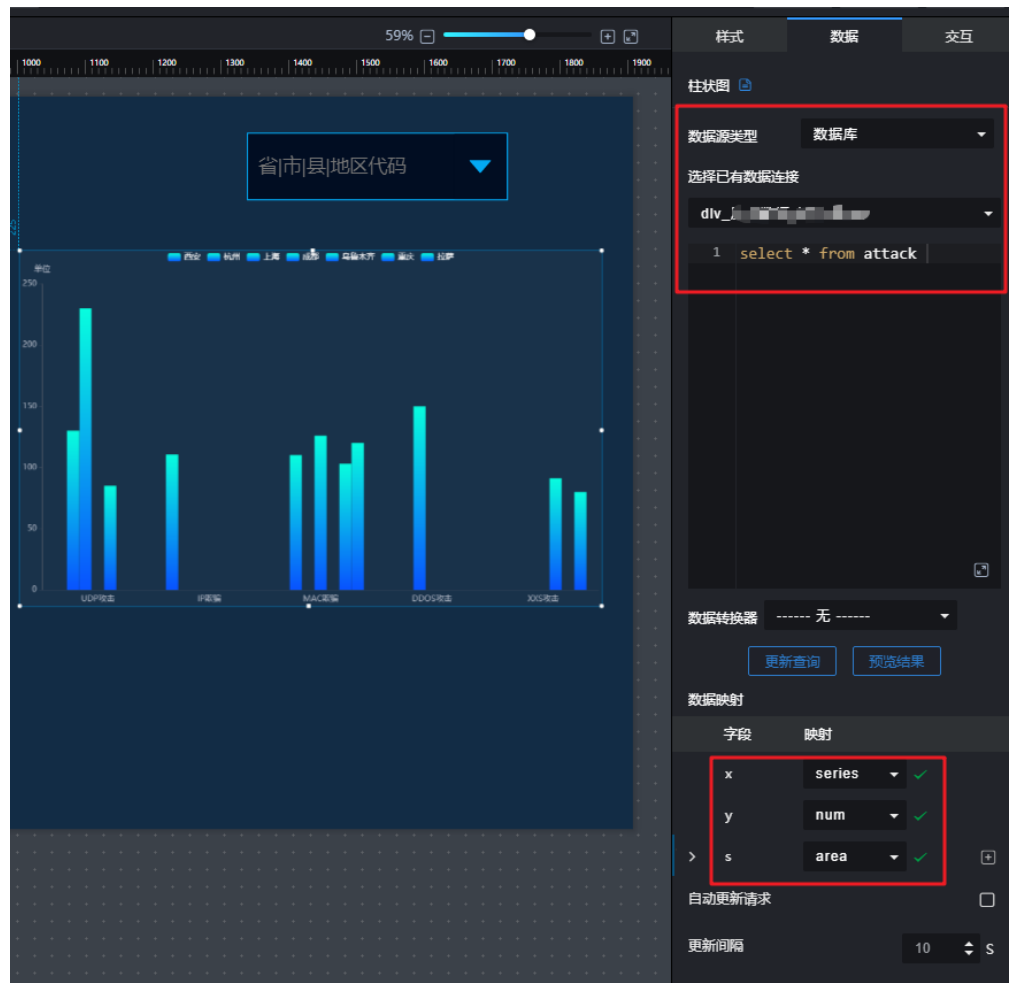 59%
样式 数据 交互
1000 1100 1200 1300 1400 1500 1600 1700 1800 1900
柱状图
数据源类型 数据库
省|市|县|地区代码
选择已有数据连接
dlv_
225
1 select * from attack
西安 杭州 上海 成都 乌鲁木齐 重庆 拉萨
单位
250
200
150
100
50
0
UDP攻击 IP欺骗 MAC欺骗 DDOS攻击 XXS攻击
数据转换器 ------ 无 ------
更新查询 预览结果
数据映射
字段 映射
x series
y num
s area
自动更新请求
更新间隔 10 S